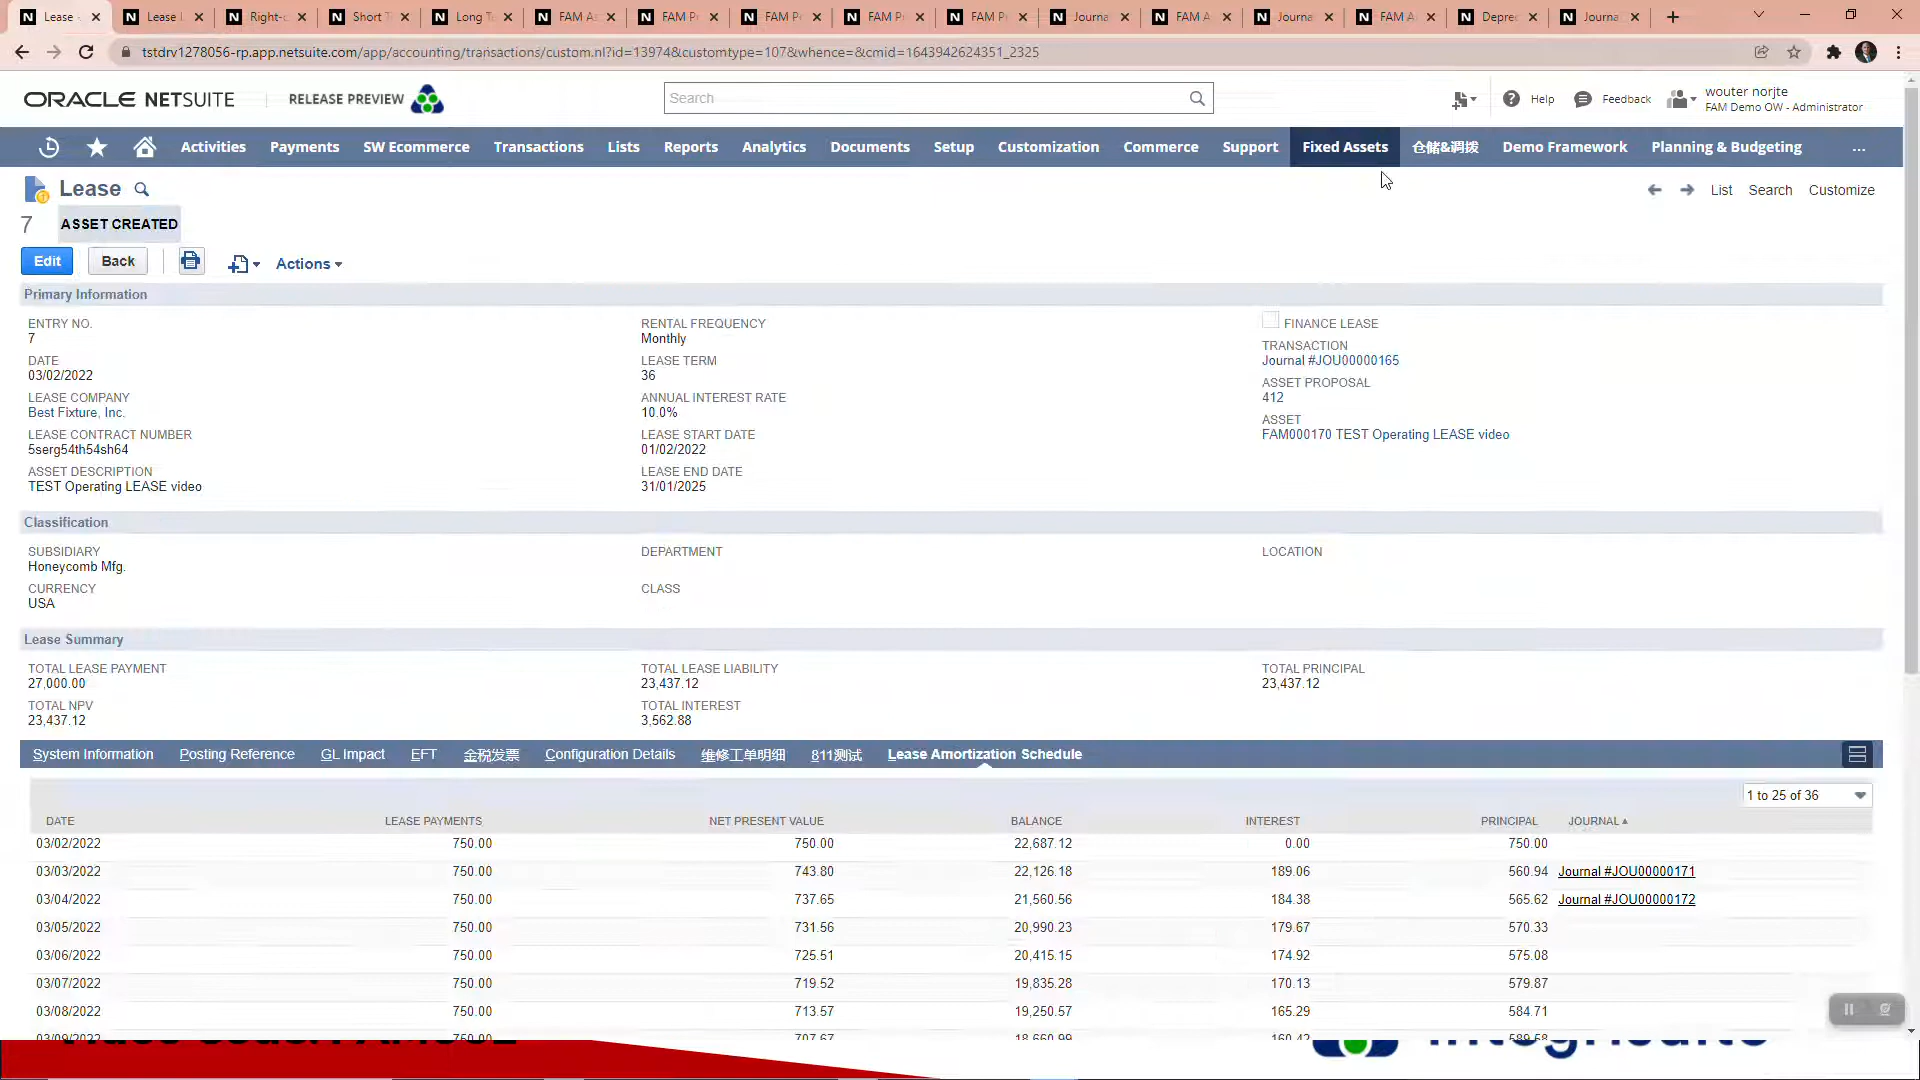 Lease
Lease
Right-
Short T
Long T
FAM A
FAM P
FAM P
FAM P
FAM P
Journa
FAM A
Journa
FAM A
Depre
Journa
tstdrv1278056-rp.app.netsuite.com/app/accounting/transactions/custom.nl?id=13974&customtype=107&whence=&cmid=1643942624351_2325
ORACLE NETSUITE RELEASE PREVIEW
Search
Help
Feedback
wouter norjte
FAM Demo OW - Administrator
Activities Payments SW Ecommerce Transactions Lists Reports Analytics Documents Setup Customization Commerce Support Fixed Assets 仓储&调拨 Demo Framework Planning & Budgeting ...
Lease
List Search Customize
7 ASSET CREATED
Edit Back Actions
Primary Information
ENTRY NO.
7
DATE
03/02/2022
LEASE COMPANY
Best Fixture, Inc.
LEASE CONTRACT NUMBER
5serg54th54sh64
ASSET DESCRIPTION
TEST Operating LEASE video
RENTAL FREQUENCY
Monthly
LEASE TERM
36
ANNUAL INTEREST RATE
10.0%
LEASE START DATE
01/02/2022
LEASE END DATE
31/01/2025
FINANCE LEASE
TRANSACTION
Journal #JOU00000165
ASSET PROPOSAL
412
ASSET
FAM000170 TEST Operating LEASE video
Classification
SUBSIDIARY
Honeycomb Mfg.
CURRENCY
USA
DEPARTMENT
CLASS
LOCATION
Lease Summary
TOTAL LEASE PAYMENT
27,000.00
TOTAL NPV
23,437.12
TOTAL LEASE LIABILITY
23,437.12
TOTAL INTEREST
3,562.88
TOTAL PRINCIPAL
23,437.12
System Information Posting Reference GL Impact EFT 金税发票 Configuration Details 维修工单明细 811测试 Lease Amortization Schedule
1 to 25 of 36
DATE LEASE PAYMENTS NET PRESENT VALUE BALANCE INTEREST PRINCIPAL JOURNAL
03/02/2022 750.00 750.00 22,687.12 0.00 750.00
03/03/2022 750.00 743.80 22,126.18 189.06 560.94 Journal #JOU00000171
03/04/2022 750.00 737.65 21,560.56 184.38 565.62 Journal #JOU00000172
03/05/2022 750.00 731.56 20,990.23 179.67 570.33
03/06/2022 750.00 725.51 20,415.15 174.92 575.08
03/07/2022 750.00 719.52 19,835.28 170.13 579.87
03/08/2022 750.00 713.57 19,250.57 165.29 584.71
03/09/2022 750.00 707.67 18,660.99 160.42 589.58